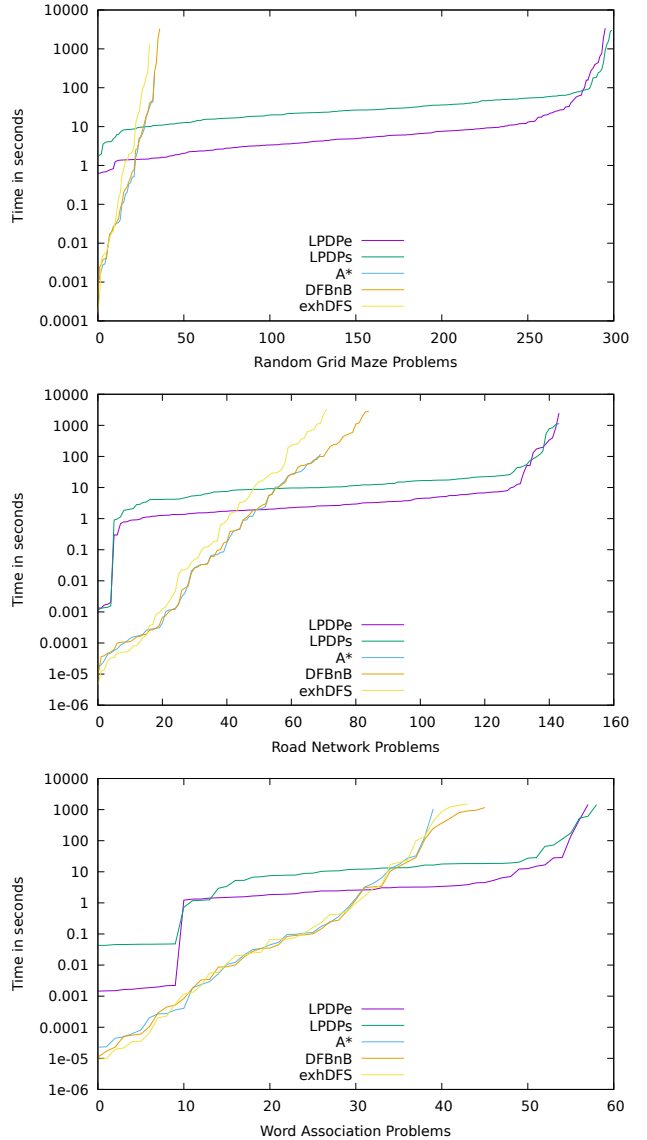 10000
1000
100
10
1
0.1
0.01
0.001
0.0001
Time in seconds
LPDPe
LPDPs
A*
DFBnB
exhDFS
0 50 100 150 200 250 300
Random Grid Maze Problems
10000
1000
100
10
1
0.1
0.01
0.001
0.0001
1e-05
1e-06
Time in seconds
LPDPe
LPDPs
A*
DFBnB
exhDFS
0 20 40 60 80 100 120 140 160
Road Network Problems
10000
1000
100
10
1
0.1
0.01
0.001
0.0001
1e-05
1e-06
Time in seconds
LPDPe
LPDPs
A*
DFBnB
exhDFS
0 10 20 30 40 50 60
Word Association Problems